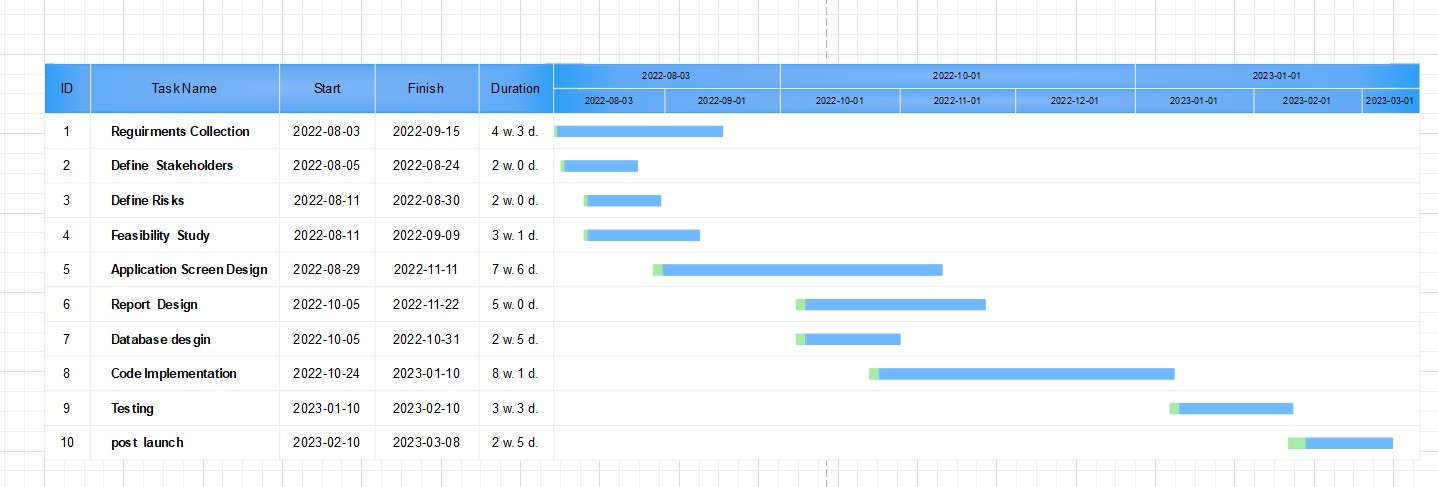 ID Task Name Start Finish Duration 2022-08-03 2022-10-01 2023-01-01
2022-08-03 2022-09-01 2022-10-01 2022-11-01 2022-12-01 2023-01-01 2023-02-01 2023-03-01
1 Reguirments Collection 2022-08-03 2022-09-15 4 w. 3 d.
2 Define Stakeholders 2022-08-05 2022-08-24 2 w. 0 d.
3 Define Risks 2022-08-11 2022-08-30 2 w. 0 d.
4 Feasibility Study 2022-08-11 2022-09-09 3 w. 1 d.
5 Application Screen Design 2022-08-29 2022-11-11 7 w. 6 d.
6 Report Design 2022-10-05 2022-11-22 5 w. 0 d.
7 Database desgin 2022-10-05 2022-10-31 2 w. 5 d.
8 Code Implementation 2022-10-24 2023-01-10 8 w. 1 d.
9 Testing 2023-01-10 2023-02-10 3 w. 3 d.
10 post launch 2023-02-10 2023-03-08 2 w. 5 d.